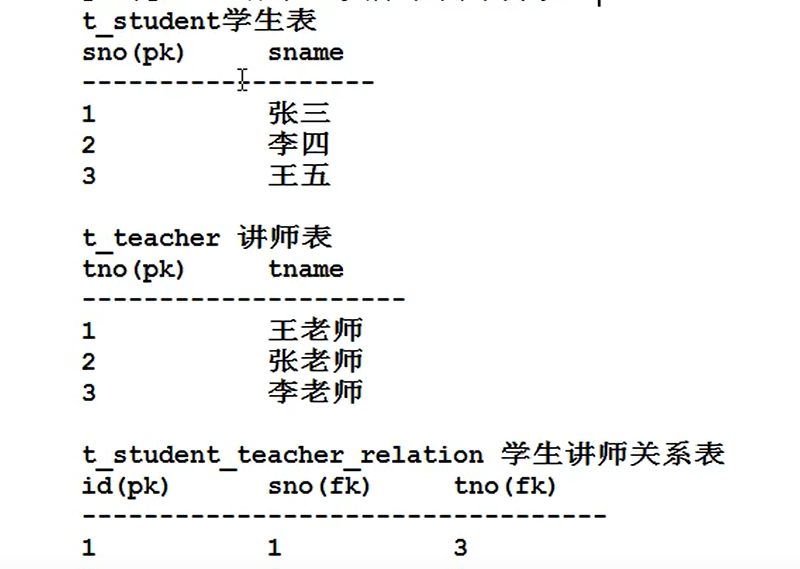 t_student学生表
sno(pk) sname
-------------------
1 张三
2 李四
3 王五
t_teacher 讲师表
tno(pk) tname
---------------------
1 王老师
2 张老师
3 李老师
t_student_teacher_relation 学生讲师关系表
id(pk) sno(fk) tno(fk)
----------------------------------
1 1 3